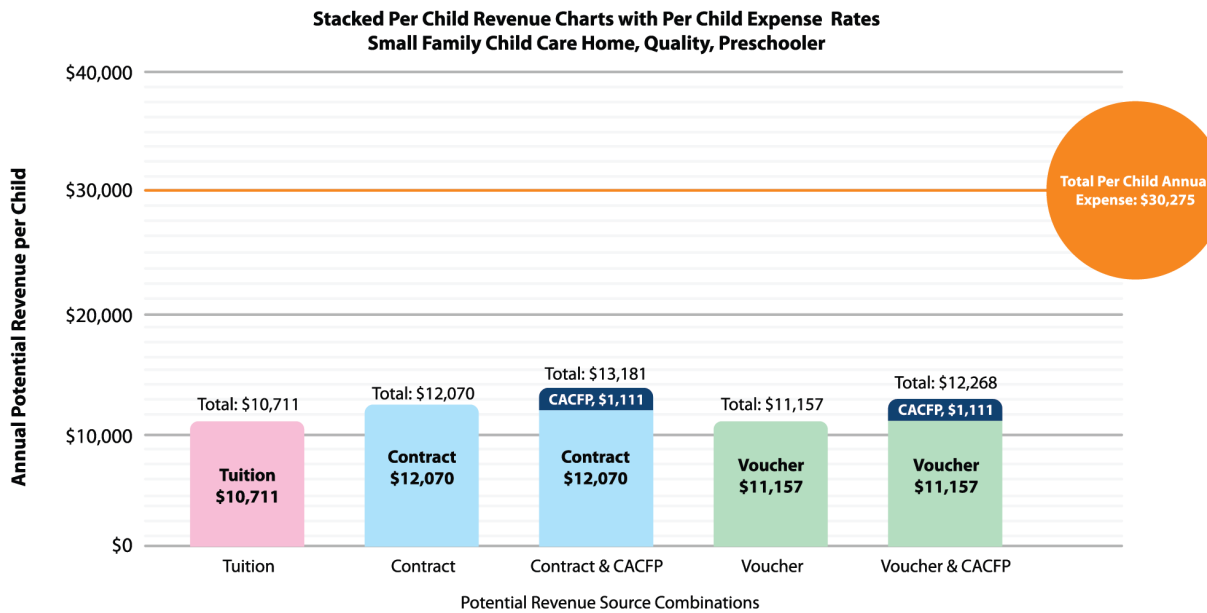 Stacked Per Child Revenue Charts with Per Child Expense Rates
Small Family Child Care Home, Quality, Preschooler
Annual Potential Revenue per Child
$40,000
$30,000
$20,000
$10,000
$0
Total Per Child Annua
Expense: $30,275
Total: $10,711
Tuition
$10,711
Total: $12,070
Contract
$12,070
Total: $13,181
CACFP, $1,111
Contract
$12,070
Total: $11,157
Voucher
$11,157
Total: $12,268
CACFP, $1,111
Voucher
$11,157
Tuition
Contract
Contract & CACFP
Voucher
Voucher & CACFP
Potential Revenue Source Combinations